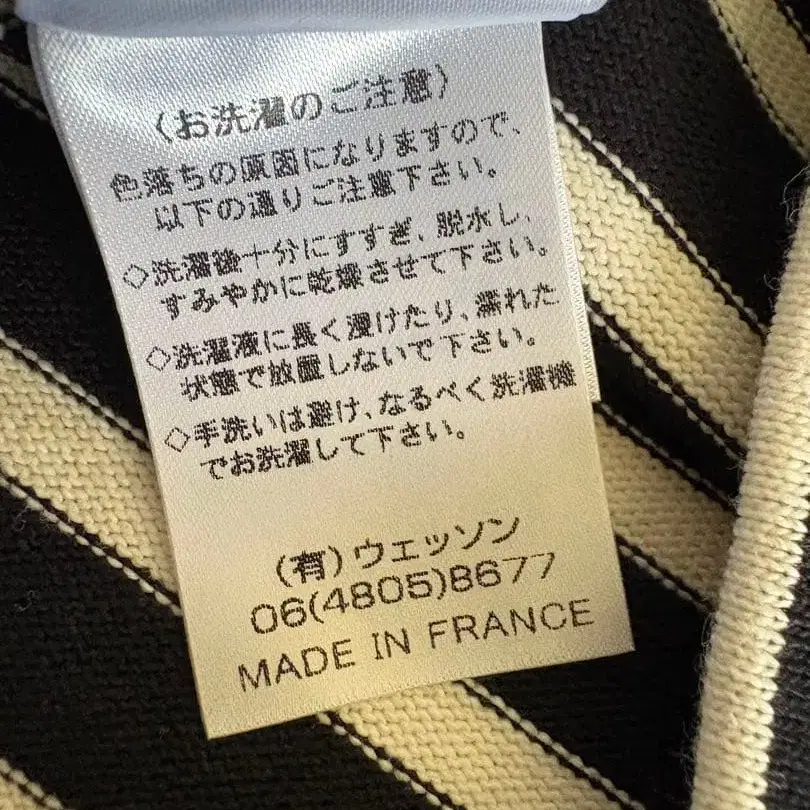 〈お洗濯のご注意〉
色落ちの原因になりますので、
以下の通りご注意下さい。
◇洗濯後十分にすすぎ、脱水し、
すみやかに乾燥させて下さい。
◇洗濯液に長く浸けたり、濡れた
状態で放置しないで下さい。
◇手洗いは避け、なるべく洗濯機
でお洗濯して下さい。
(有)ウェッソン
06(4805)8677
MADE IN FRANCE